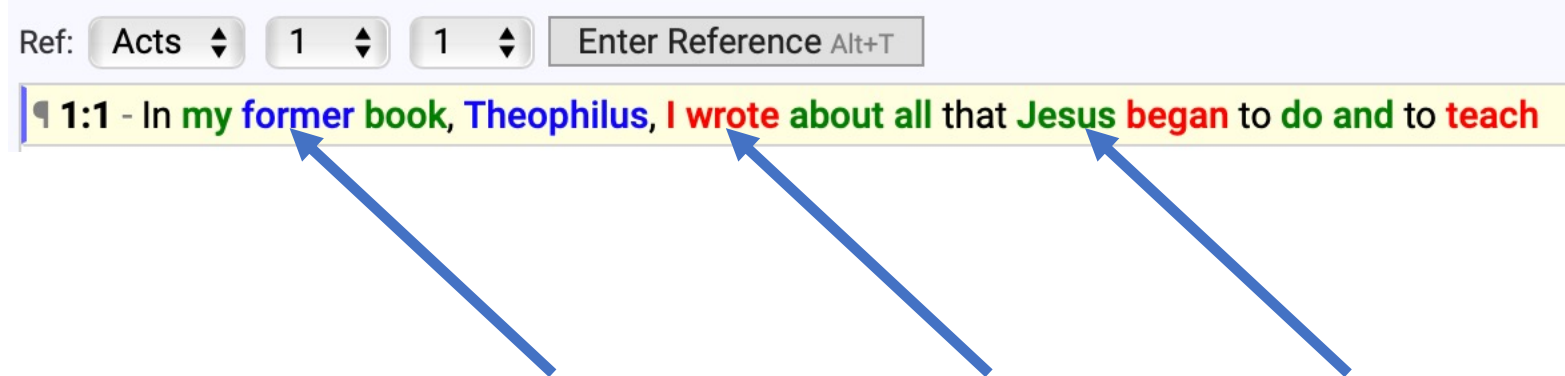 Ref: Acts 1 1 Enter Reference Alt+T
¶ 1:1 - In my former book, Theophilus, I wrote about all that Jesus began to do and to teach